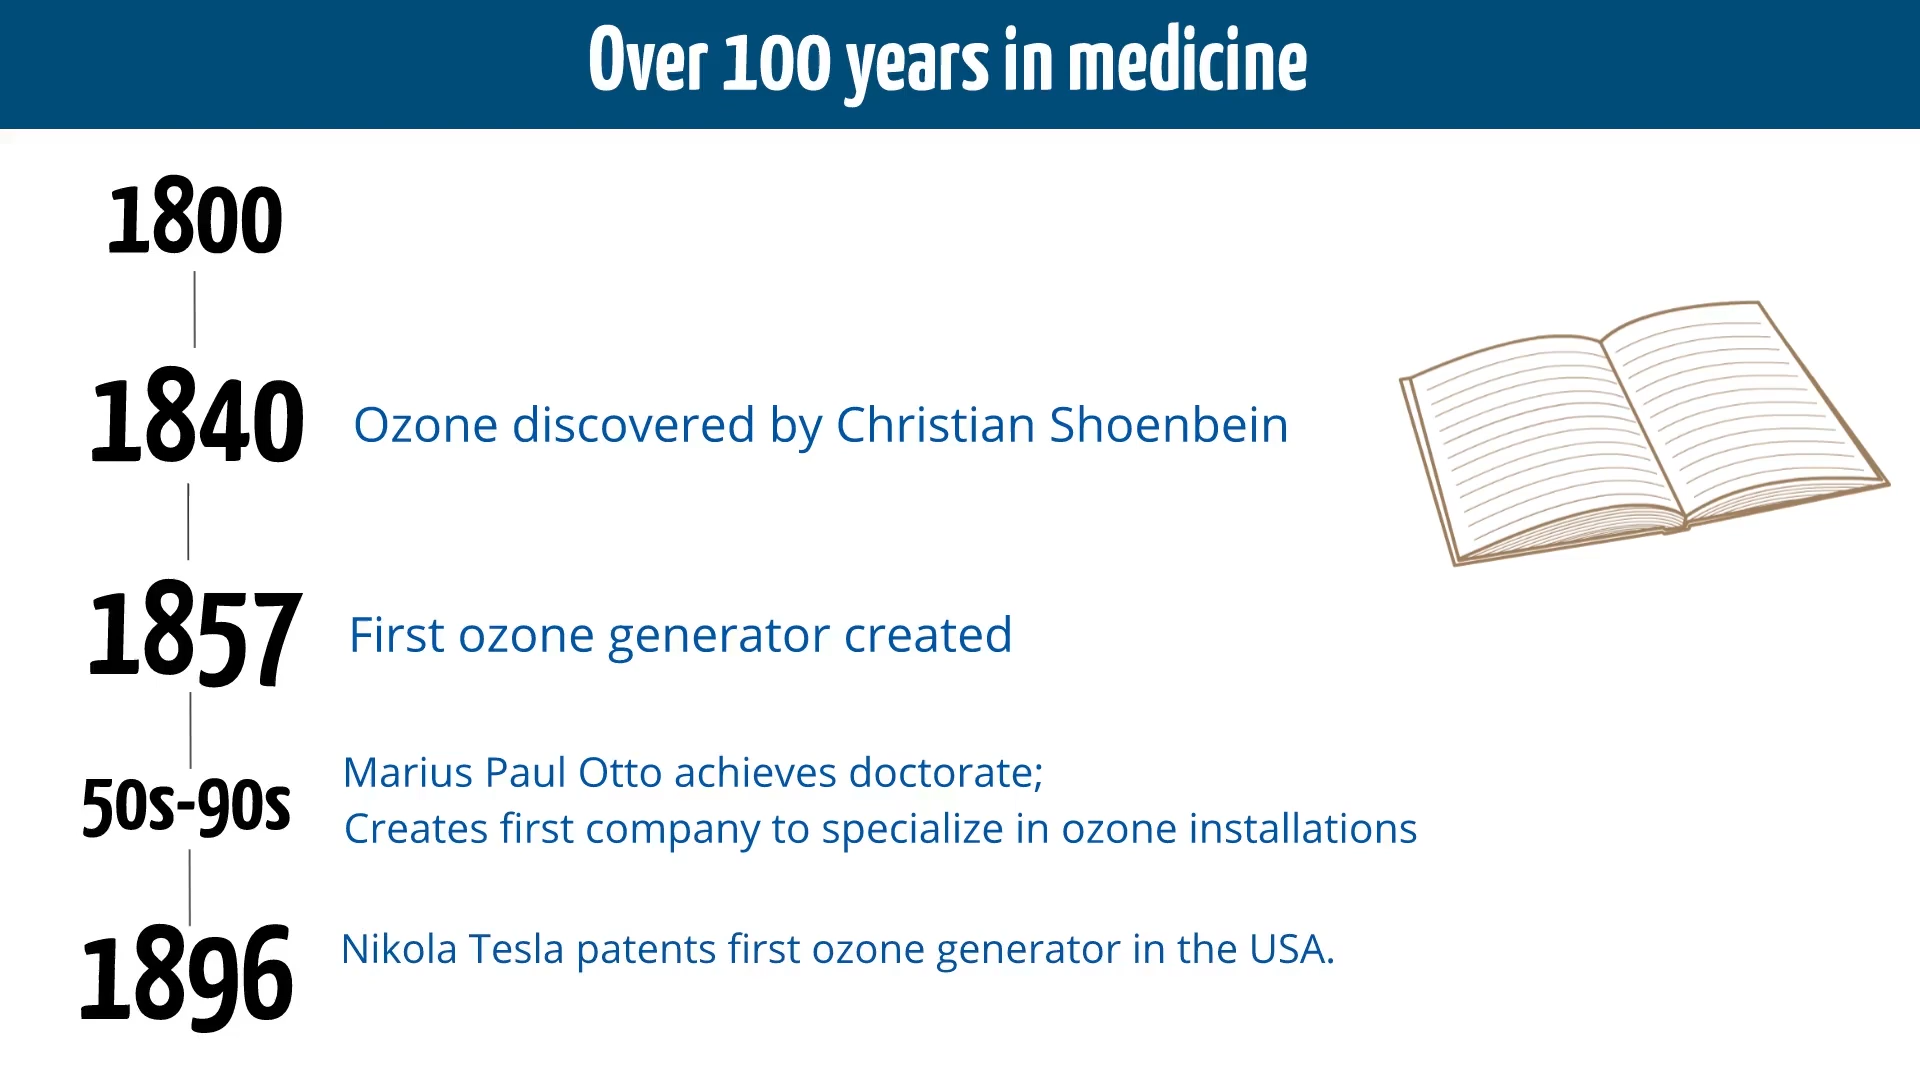 Over 100 years in medicine
1800
1840
Ozone discovered by Christian Shoenbein
1857
First ozone generator created
50s-90s
Marius Paul Otto achieves doctorate;
Creates first company to specialize in ozone installations
1896
Nikola Tesla patents first ozone generator in the USA.